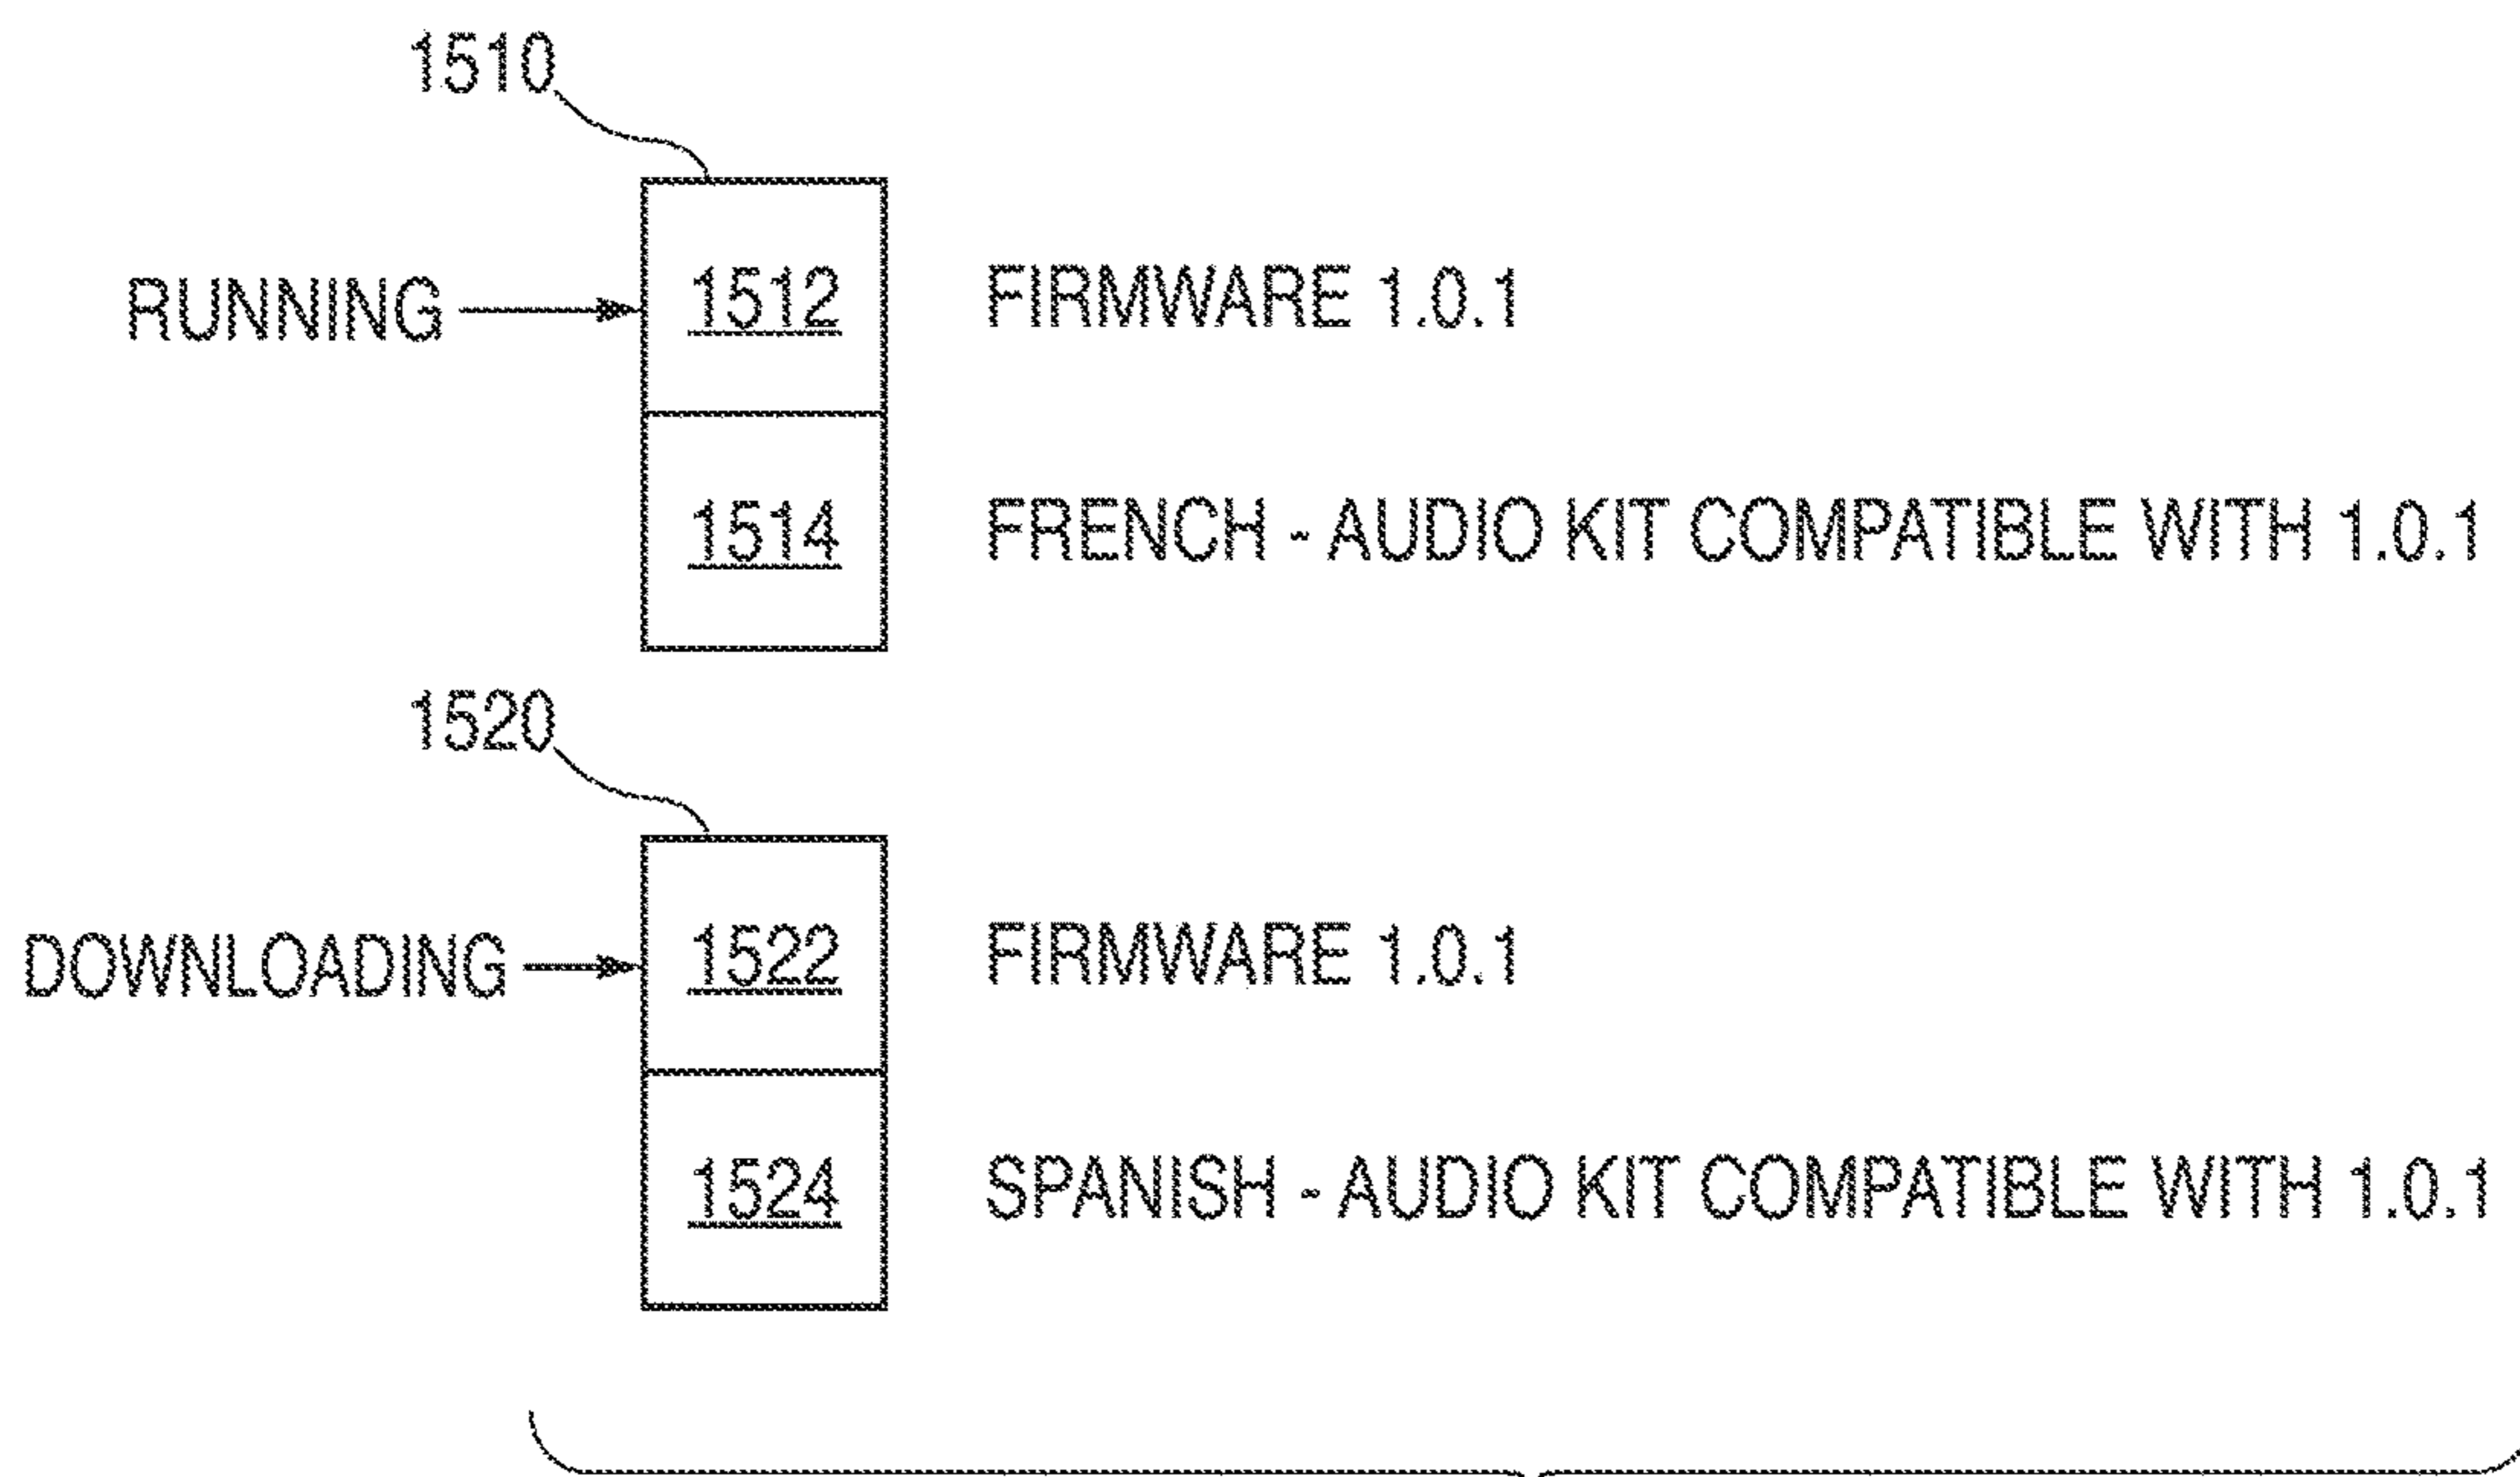 1510
RUNNING 1512 FIRMWARE 1.0.1
1514 FRENCH - AUDIO KIT COMPATIBLE WITH 1.0.1
1520
DOWNLOADING 1522 FIRMWARE 1.0.1
1524 SPANISH - AUDIO KIT COMPATIBLE WITH 1.0.1